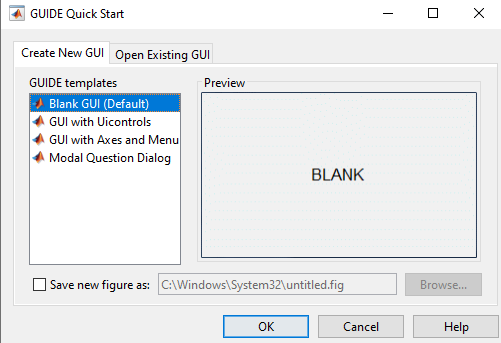 GUIDE Quick Start
Create New GUI
Open Existing GUI
GUIDE templates
Blank GUI (Default)
GUI with Uicontrols
GUI with Axes and Menu
Modal Question Dialog
Preview
BLANK
Save new figure as:
C:\Windows\System32\untitled.fig
Browse...
OK
Cancel
Help